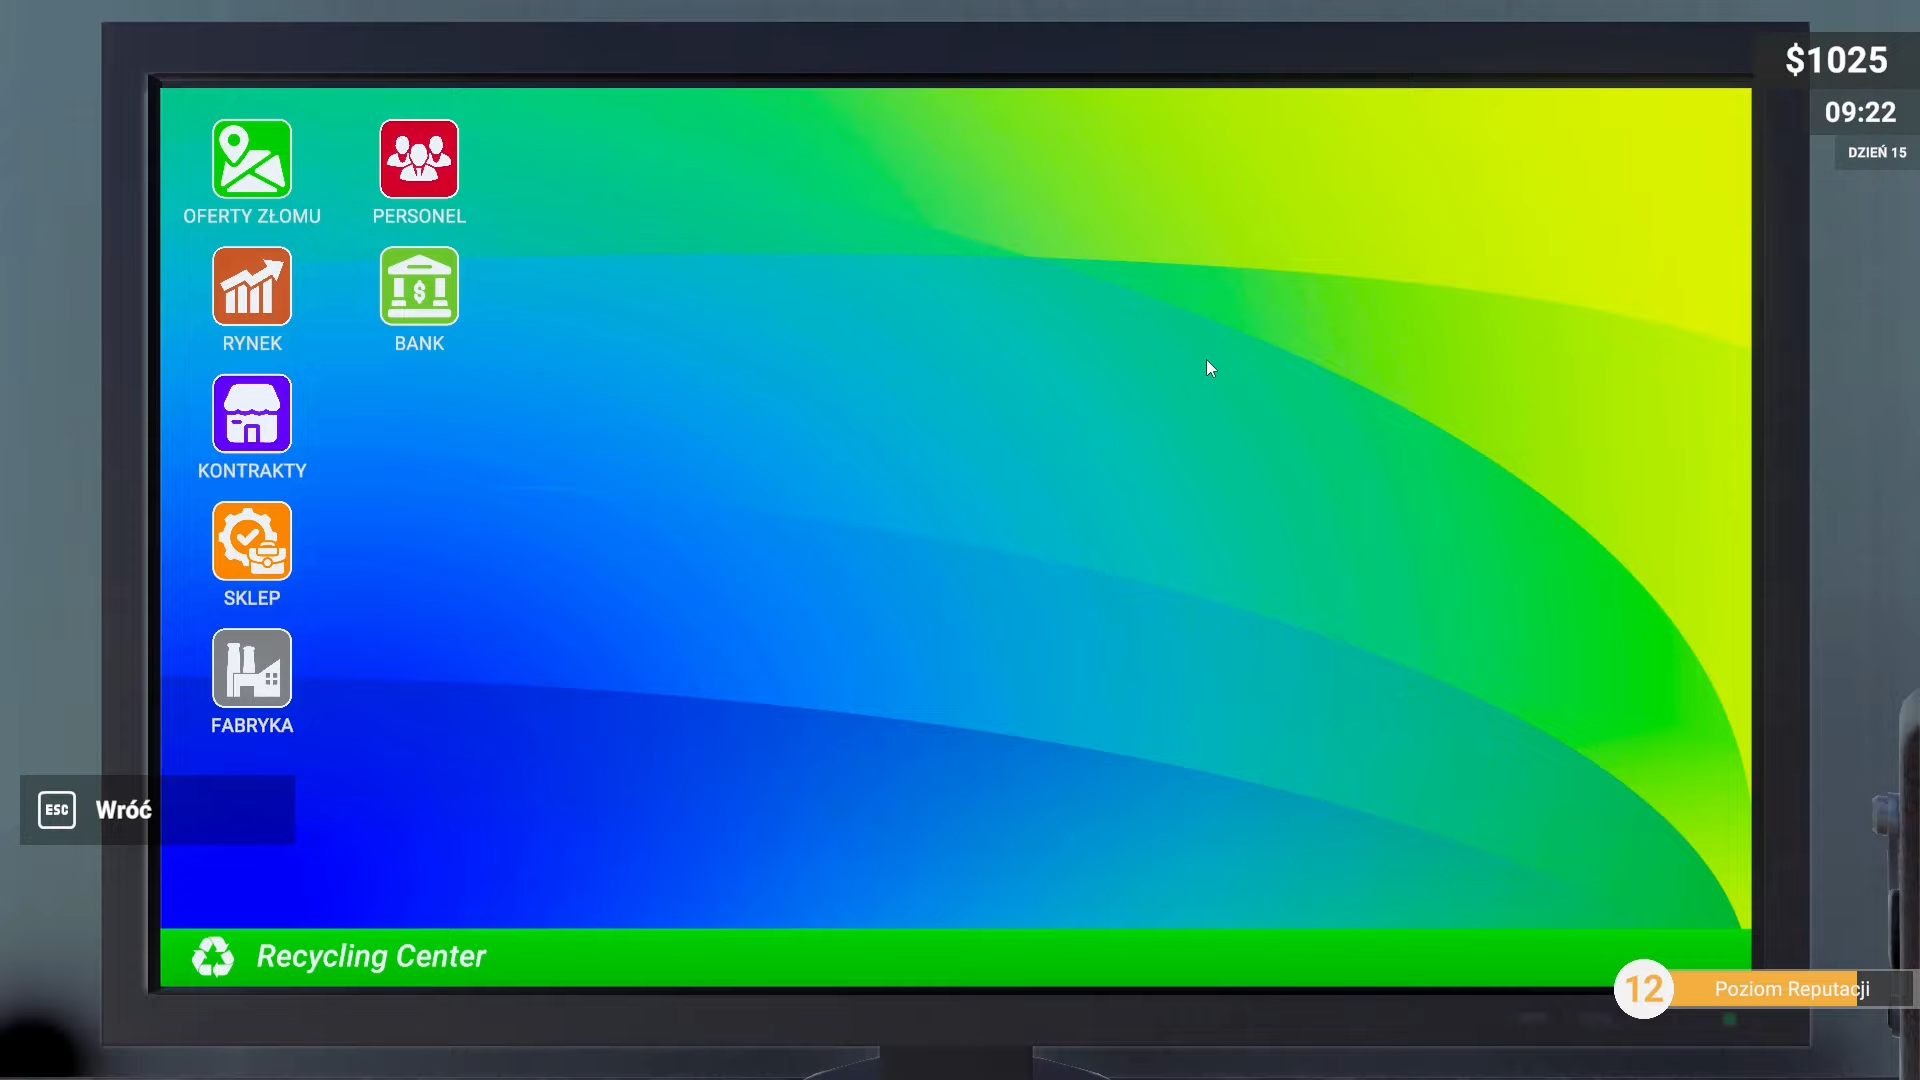 $1025
09:22
DZIEŃ 15
OFERTY ZŁOMU
PERSONEL
RYNEK
BANK
KONTRAKTY
SKLEP
FABRYKA
ESC Wróć
Recycling Center
12 Poziom Reputacji